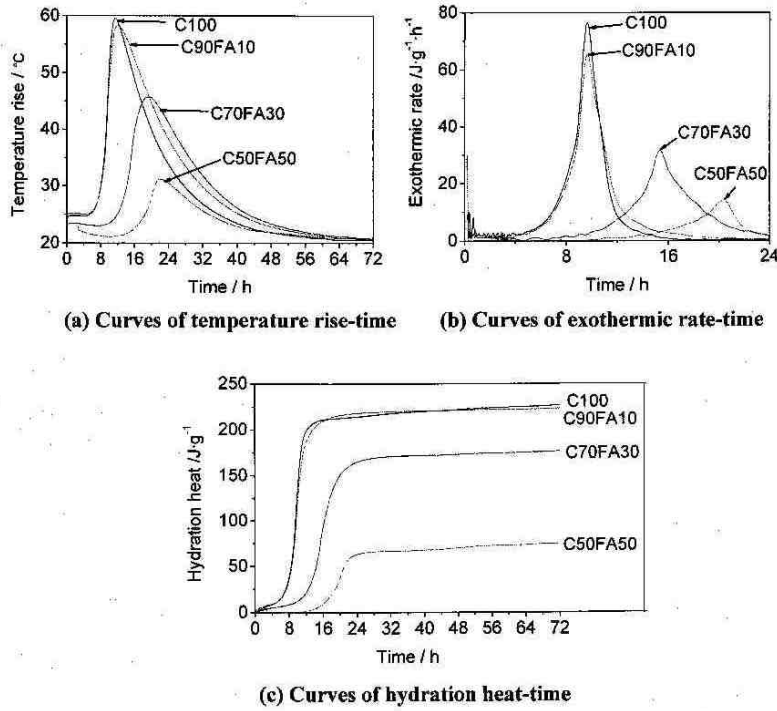 60
50
40
30
20
Temperature rise / °C
C100
C90FA10
C70FA30
C50FA50
0 8 16 24 32 40 48 56 64 72
Time / h
(a) Curves of temperature rise-time
80
60
40
20
0
Exothermic rate /J·g⁻¹·h⁻¹
C100
C90FA10
C70FA30
C50FA50
0 8 16 24
Time / h
(b) Curves of exothermic rate-time
250
200
150
100
50
0
Hydration heat /J·g⁻¹
C100
C90FA10
C70FA30
C50FA50
0 8 16 24 32 40 48 56 64 72
Time / h
(c) Curves of hydration heat-time